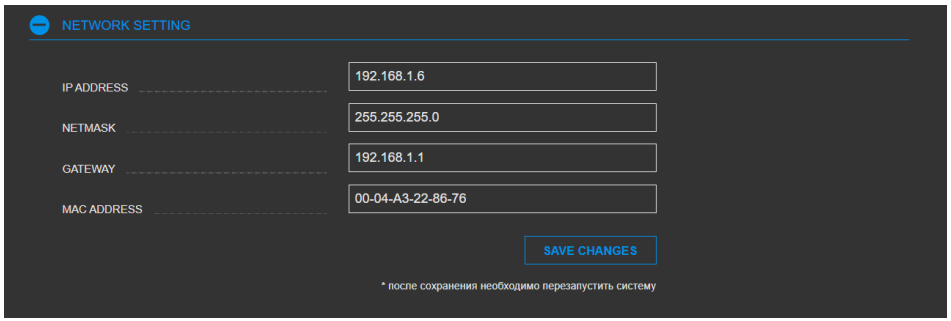 NETWORK SETTING
IP ADDRESS 192.168.1.6
NETMASK 255.255.255.0
GATEWAY 192.168.1.1
MAC ADDRESS 00-04-A3-22-86-76
SAVE CHANGES
* после сохранения необходимо перезапустить систему